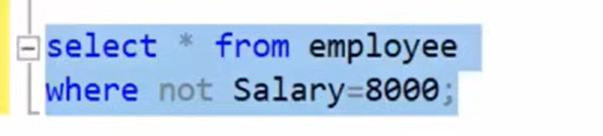 select * from employee
where not Salary=8000;